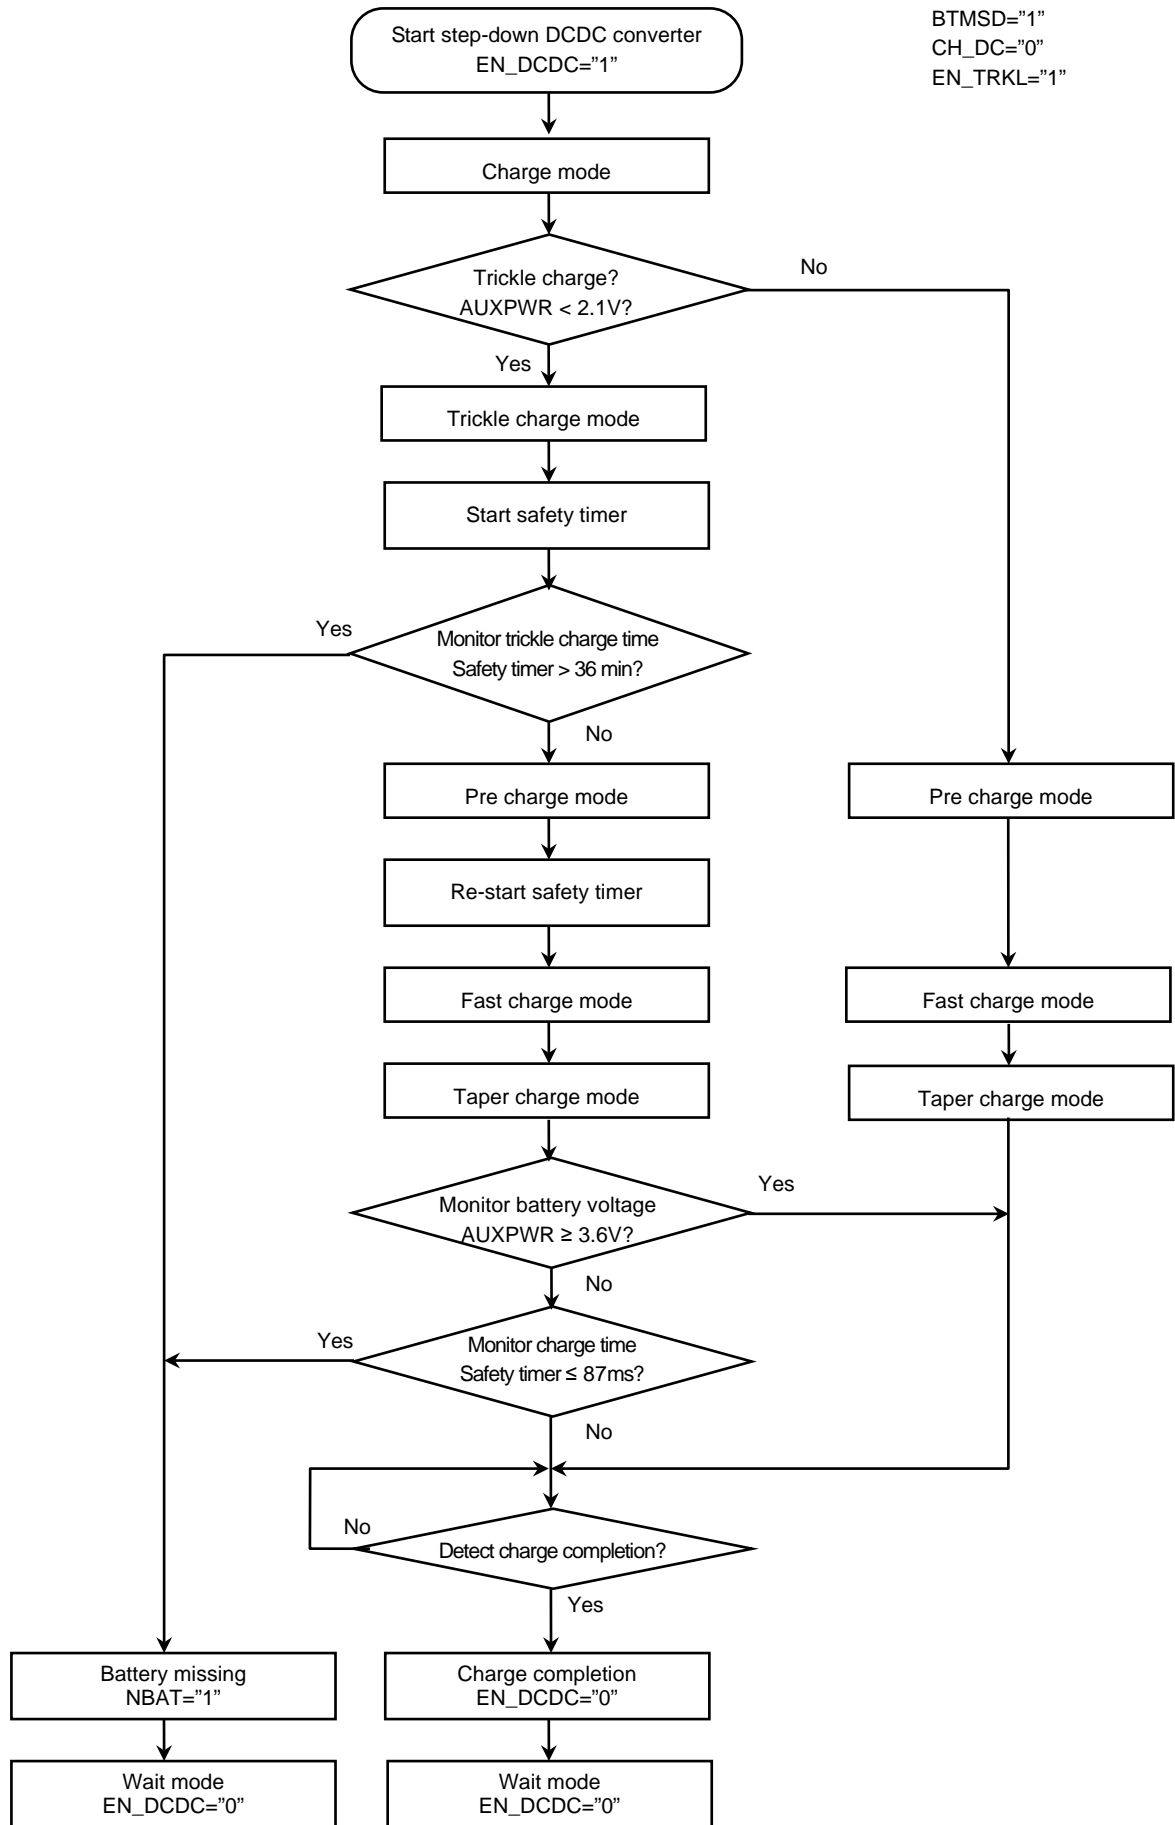 Start step-down DCDC converter
EN_DCDC="1"
BTMSD="1"
CH_DC="0"
EN_TRKL="1"
Charge mode
Trickle charge?
AUXPWR < 2.1V?
No
Yes
Trickle charge mode
Start safety timer
Yes
Monitor trickle charge time
Safety timer > 36 min?
No
Pre charge mode
Pre charge mode
Re-start safety timer
Fast charge mode
Fast charge mode
Taper charge mode
Taper charge mode
Monitor battery voltage
AUXPWR ≥ 3.6V?
Yes
No
Yes
Monitor charge time
Safety timer ≤ 87ms?
No
No
Detect charge completion?
Yes
Battery missing
NBAT="1"
Charge completion
EN_DCDC="0"
Wait mode
EN_DCDC="0"
Wait mode
EN_DCDC="0"